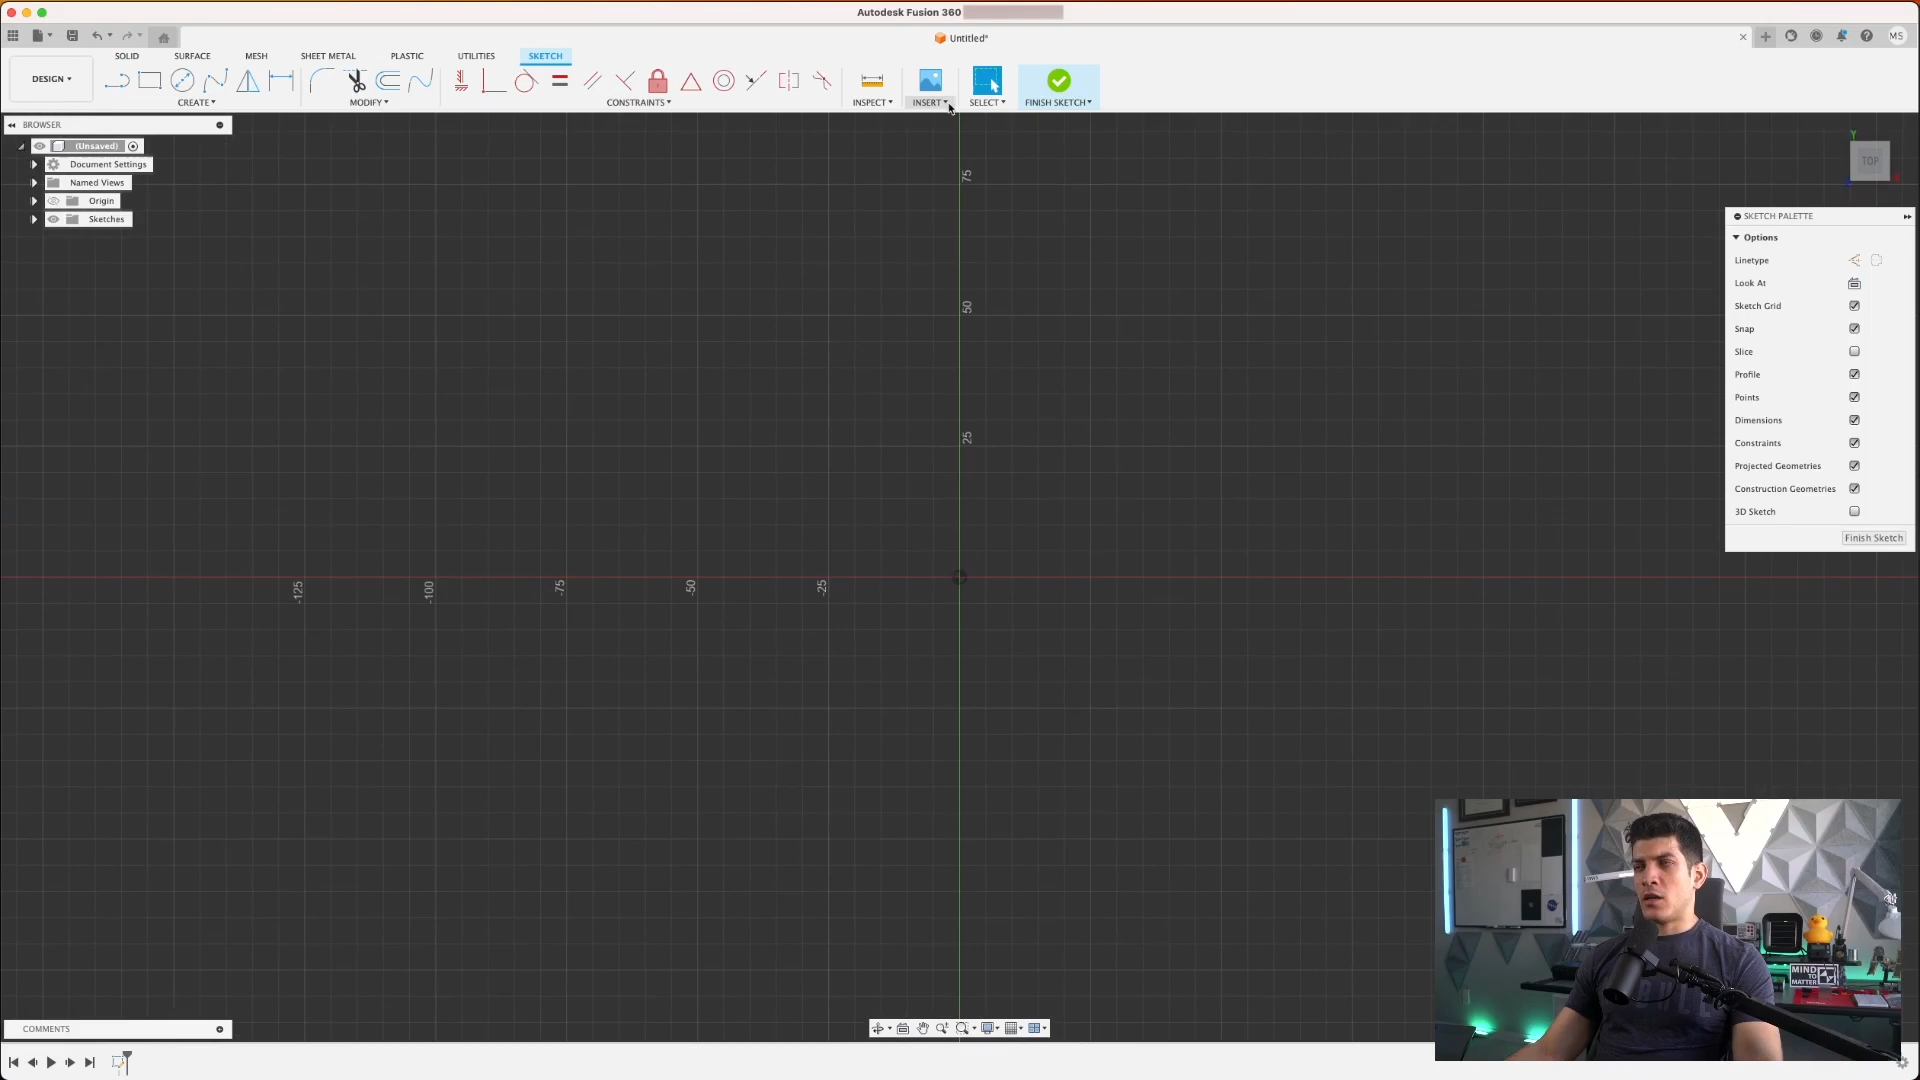 Autodesk Fusion 360
Untitled*
MS
SOLID SURFACE MESH SHEET METAL PLASTIC UTILITIES SKETCH
DESIGN
CREATE MODIFY CONSTRAINTS INSPECT INSERT SELECT FINISH SKETCH
BROWSER
(Unsaved)
Document Settings
Named Views
Origin
Sketches
75
50
25
-125 -100 -75 -50 -25
TOP
Y
SKETCH PALETTE
Options
Linetype
Look At
Sketch Grid
Snap
Slice
Profile
Points
Dimensions
Constraints
Projected Geometries
Construction Geometries
3D Sketch
Finish Sketch
MIND
TO
MATTER
COMMENTS